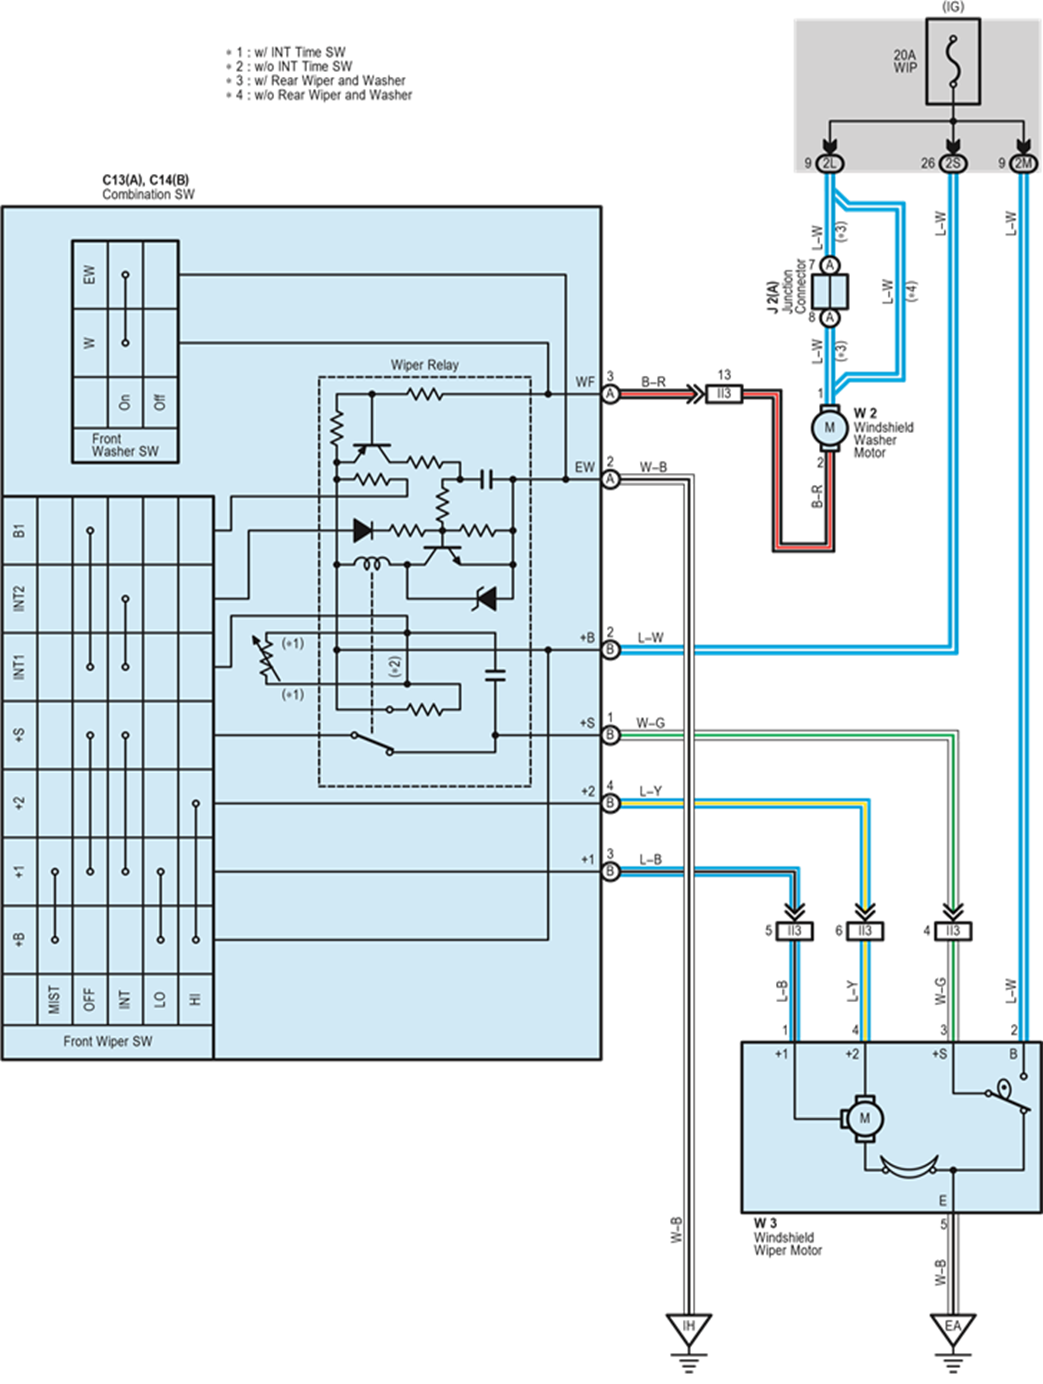 (IG)
* 1 : w/ INT Time SW
* 2 : w/o INT Time SW
* 3 : w/ Rear Wiper and Washer
* 4 : w/o Rear Wiper and Washer
20A
WIP
9 2L
26 2S
9 2M
C13(A), C14(B)
Combination SW
L–W
(*3)
L–W
L–W
EW
W
On
Off
Front
Washer SW
7 A
J 2(A)
Junction
Connector
8 A
L–W
(*4)
L–W
(*3)
Wiper Relay
WF
3
A
B–R
13
II3
1
M
2
W 2
Windshield
Washer
Motor
B–R
EW
2
A
W–B
B1
INT2
INT1
+S
+2
+1
+B
MIST
OFF
INT
LO
HI
Front Wiper SW
(*1)
(*1)
(*2)
+B
2
B
L–W
+S
1
B
W–G
+2
4
B
L–Y
+1
3
B
L–B
5 II3
6 II3
4 II3
L–B
L–Y
W–G
L–W
1
4
3
2
+1
+2
+S
B
M
E
5
W 3
Windshield
Wiper Motor
W–B
W–B
IH
EA